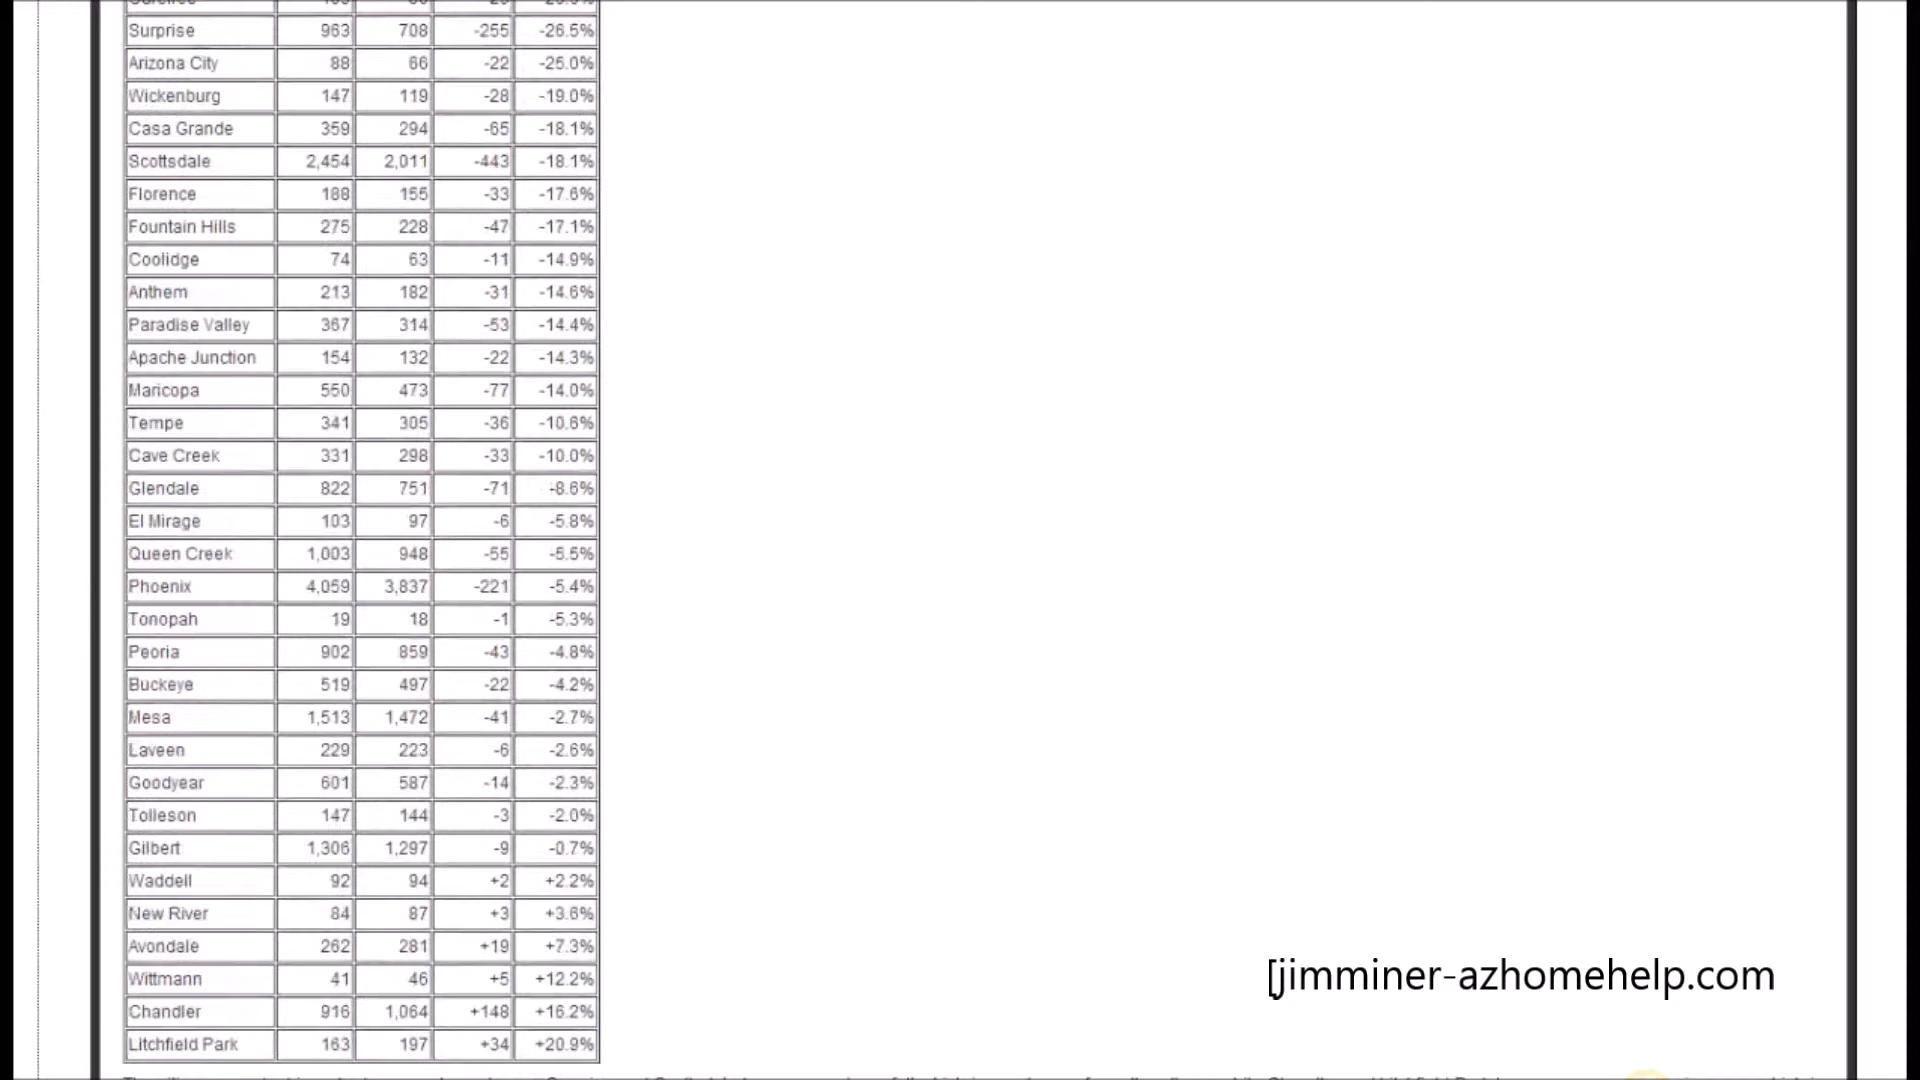 Surprise 963 708 -255 -26.5%
Arizona City 88 66 -22 -25.0%
Wickenburg 147 119 -28 -19.0%
Casa Grande 359 294 -65 -18.1%
Scottsdale 2,454 2,011 -443 -18.1%
Florence 188 155 -33 -17.6%
Fountain Hills 275 228 -47 -17.1%
Coolidge 74 63 -11 -14.9%
Anthem 213 182 -31 -14.6%
Paradise Valley 367 314 -53 -14.4%
Apache Junction 154 132 -22 -14.3%
Maricopa 550 473 -77 -14.0%
Tempe 341 305 -36 -10.6%
Cave Creek 331 298 -33 -10.0%
Glendale 822 751 -71 -8.6%
El Mirage 103 97 -6 -5.8%
Queen Creek 1,003 948 -55 -5.5%
Phoenix 4,059 3,837 -221 -5.4%
Tonopah 19 18 -1 -5.3%
Peoria 902 859 -43 -4.8%
Buckeye 519 497 -22 -4.2%
Mesa 1,513 1,472 -41 -2.7%
Laveen 229 223 -6 -2.6%
Goodyear 601 587 -14 -2.3%
Tolleson 147 144 -3 -2.0%
Gilbert 1,306 1,297 -9 -0.7%
Waddell 92 94 +2 +2.2%
New River 84 87 +3 +3.6%
Avondale 262 281 +19 +7.3%
Wittmann 41 46 +5 +12.2%
Chandler 916 1,064 +148 +16.2%
Litchfield Park 163 197 +34 +20.9%
[jimminer-azhomehelp.com